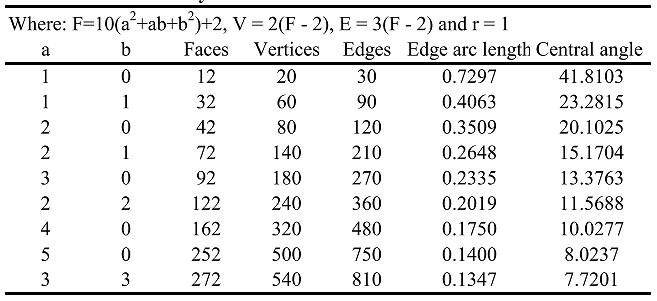 Where: F=10(a²+ab+b²)+2, V = 2(F - 2), E = 3(F - 2) and r = 1
a b Faces Vertices Edges Edge arc length Central angle
1 0 12 20 30 0.7297 41.8103
1 1 32 60 90 0.4063 23.2815
2 0 42 80 120 0.3509 20.1025
2 1 72 140 210 0.2648 15.1704
3 0 92 180 270 0.2335 13.3763
2 2 122 240 360 0.2019 11.5688
4 0 162 320 480 0.1750 10.0277
5 0 252 500 750 0.1400 8.0237
3 3 272 540 810 0.1347 7.7201